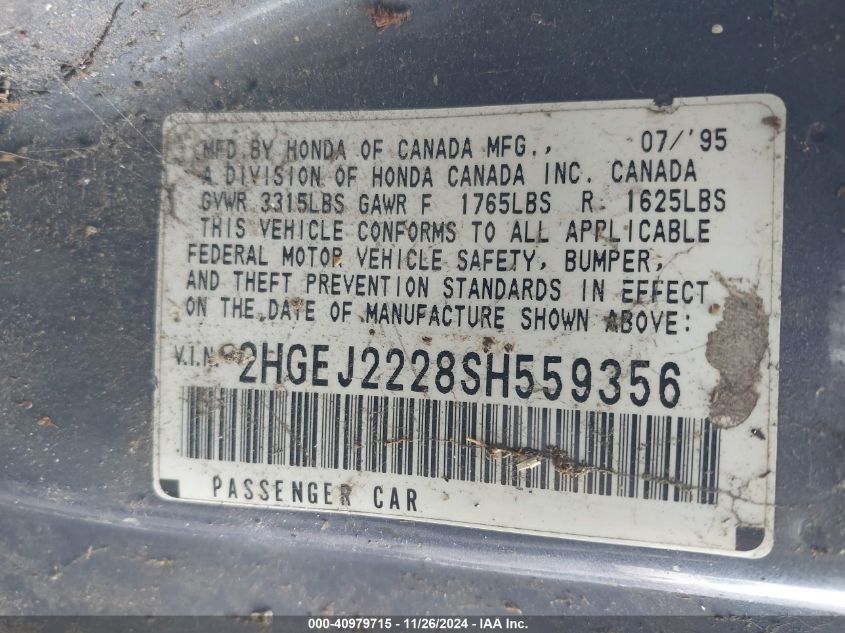 MFD BY HONDA OF CANADA MFG., 07/'95
A DIVISION OF HONDA CANADA INC. CANADA
GVWR 3315LBS GAWR F 1765LBS R 1625LBS
THIS VEHICLE CONFORMS TO ALL APPLICABLE
FEDERAL MOTOR VEHICLE SAFETY, BUMPER,
AND THEFT PREVENTION STANDARDS IN EFFECT
ON THE DATE OF MANUFACTURE SHOWN ABOVE:
V.I.N. 2HGEJ2228SH559356
PASSENGER CAR
000-40979715 - 11/26/2024 - IAA Inc.